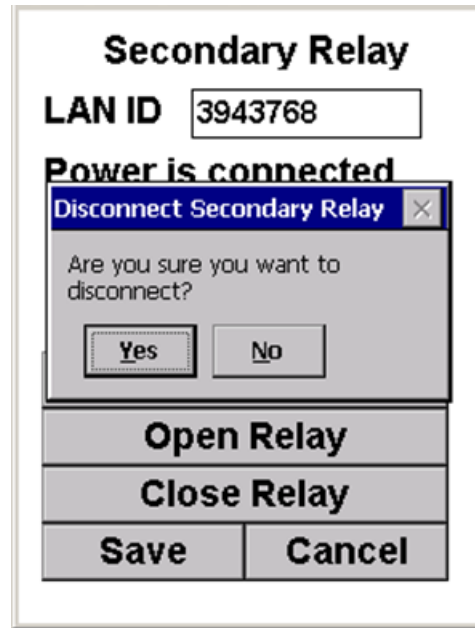 Secondary Relay
LAN ID 3943768
Power is connected
Disconnect Secondary Relay
Are you sure you want to
disconnect?
Yes No
Open Relay
Close Relay
Save Cancel